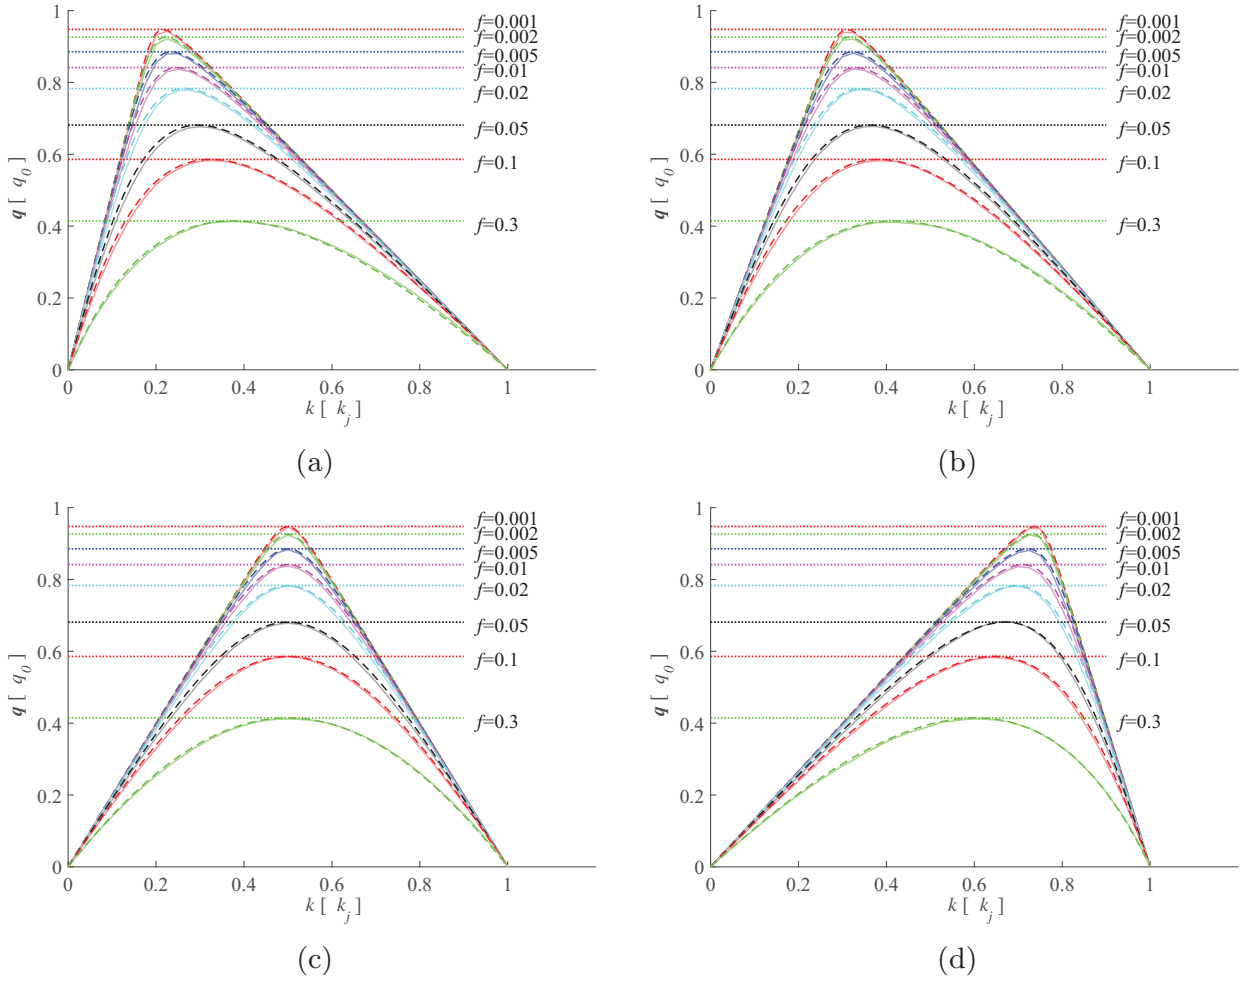 1
0.8
0.6
0.4
0.2
0
q [ q0 ]
f=0.001
f=0.002
f=0.005
f=0.01
f=0.02
f=0.05
f=0.1
f=0.3
0 0.2 0.4 0.6 0.8 1
k [ kj ]
(a)
1
0.8
0.6
0.4
0.2
0
q [ q0 ]
f=0.001
f=0.002
f=0.005
f=0.01
f=0.02
f=0.05
f=0.1
f=0.3
0 0.2 0.4 0.6 0.8 1
k [ kj ]
(b)
1
0.8
0.6
0.4
0.2
0
q [ q0 ]
f=0.001
f=0.002
f=0.005
f=0.01
f=0.02
f=0.05
f=0.1
f=0.3
0 0.2 0.4 0.6 0.8 1
k [ kj ]
(c)
1
0.8
0.6
0.4
0.2
0
q [ q0 ]
f=0.001
f=0.002
f=0.005
f=0.01
f=0.02
f=0.05
f=0.1
f=0.3
0 0.2 0.4 0.6 0.8 1
k [ kj ]
(d)